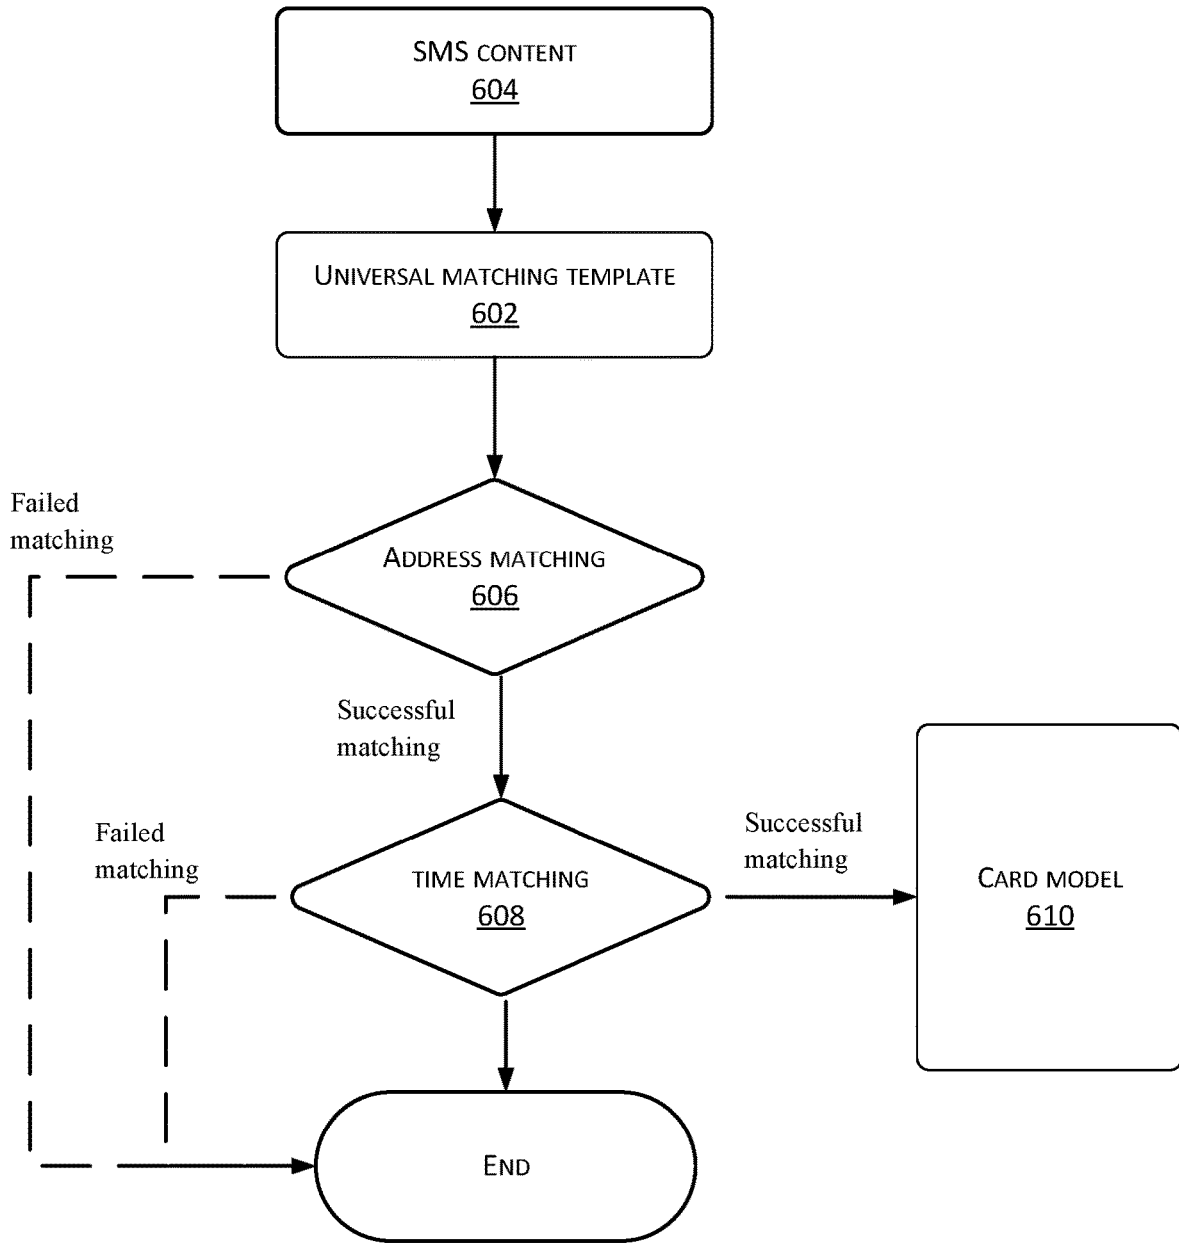 SMS CONTENT
604
UNIVERSAL MATCHING TEMPLATE
602
Failed
matching
ADDRESS MATCHING
606
Successful
matching
Failed
matching
TIME MATCHING
608
Successful
matching
CARD MODEL
610
END